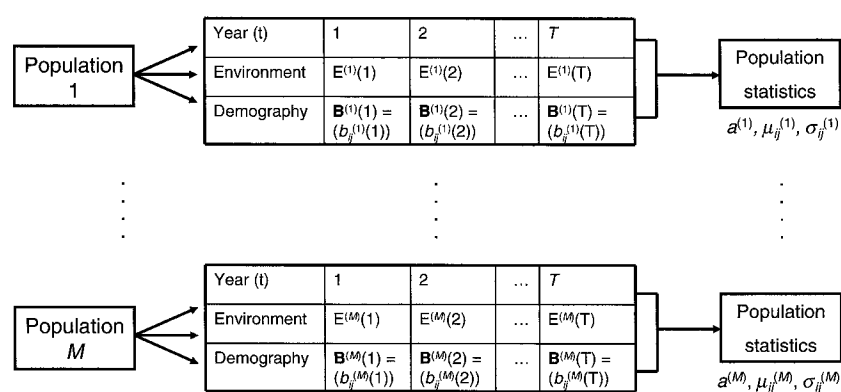 Population
1
Year (t) 1 2 ... T
Environment E⁽¹⁾(1) E⁽¹⁾(2) ... E⁽¹⁾(T)
Demography B⁽¹⁾(1) = B⁽¹⁾(2) = ... B⁽¹⁾(T) =
(bᵢⱼ⁽¹⁾(1)) (bᵢⱼ⁽¹⁾(2)) (bᵢⱼ⁽¹⁾(T))
Population
statistics
a⁽¹⁾, μᵢⱼ⁽¹⁾, σᵢⱼ⁽¹⁾
Population
M
Year (t) 1 2 ... T
Environment E⁽ᴹ⁾(1) E⁽ᴹ⁾(2) ... E⁽ᴹ⁾(T)
Demography B⁽ᴹ⁾(1) = B⁽ᴹ⁾(2) = ... B⁽ᴹ⁾(T) =
(bᵢⱼ⁽ᴹ⁾(1)) (bᵢⱼ⁽ᴹ⁾(2)) (bᵢⱼ⁽ᴹ⁾(T))
Population
statistics
a⁽ᴹ⁾, μᵢⱼ⁽ᴹ⁾, σᵢⱼ⁽ᴹ⁾